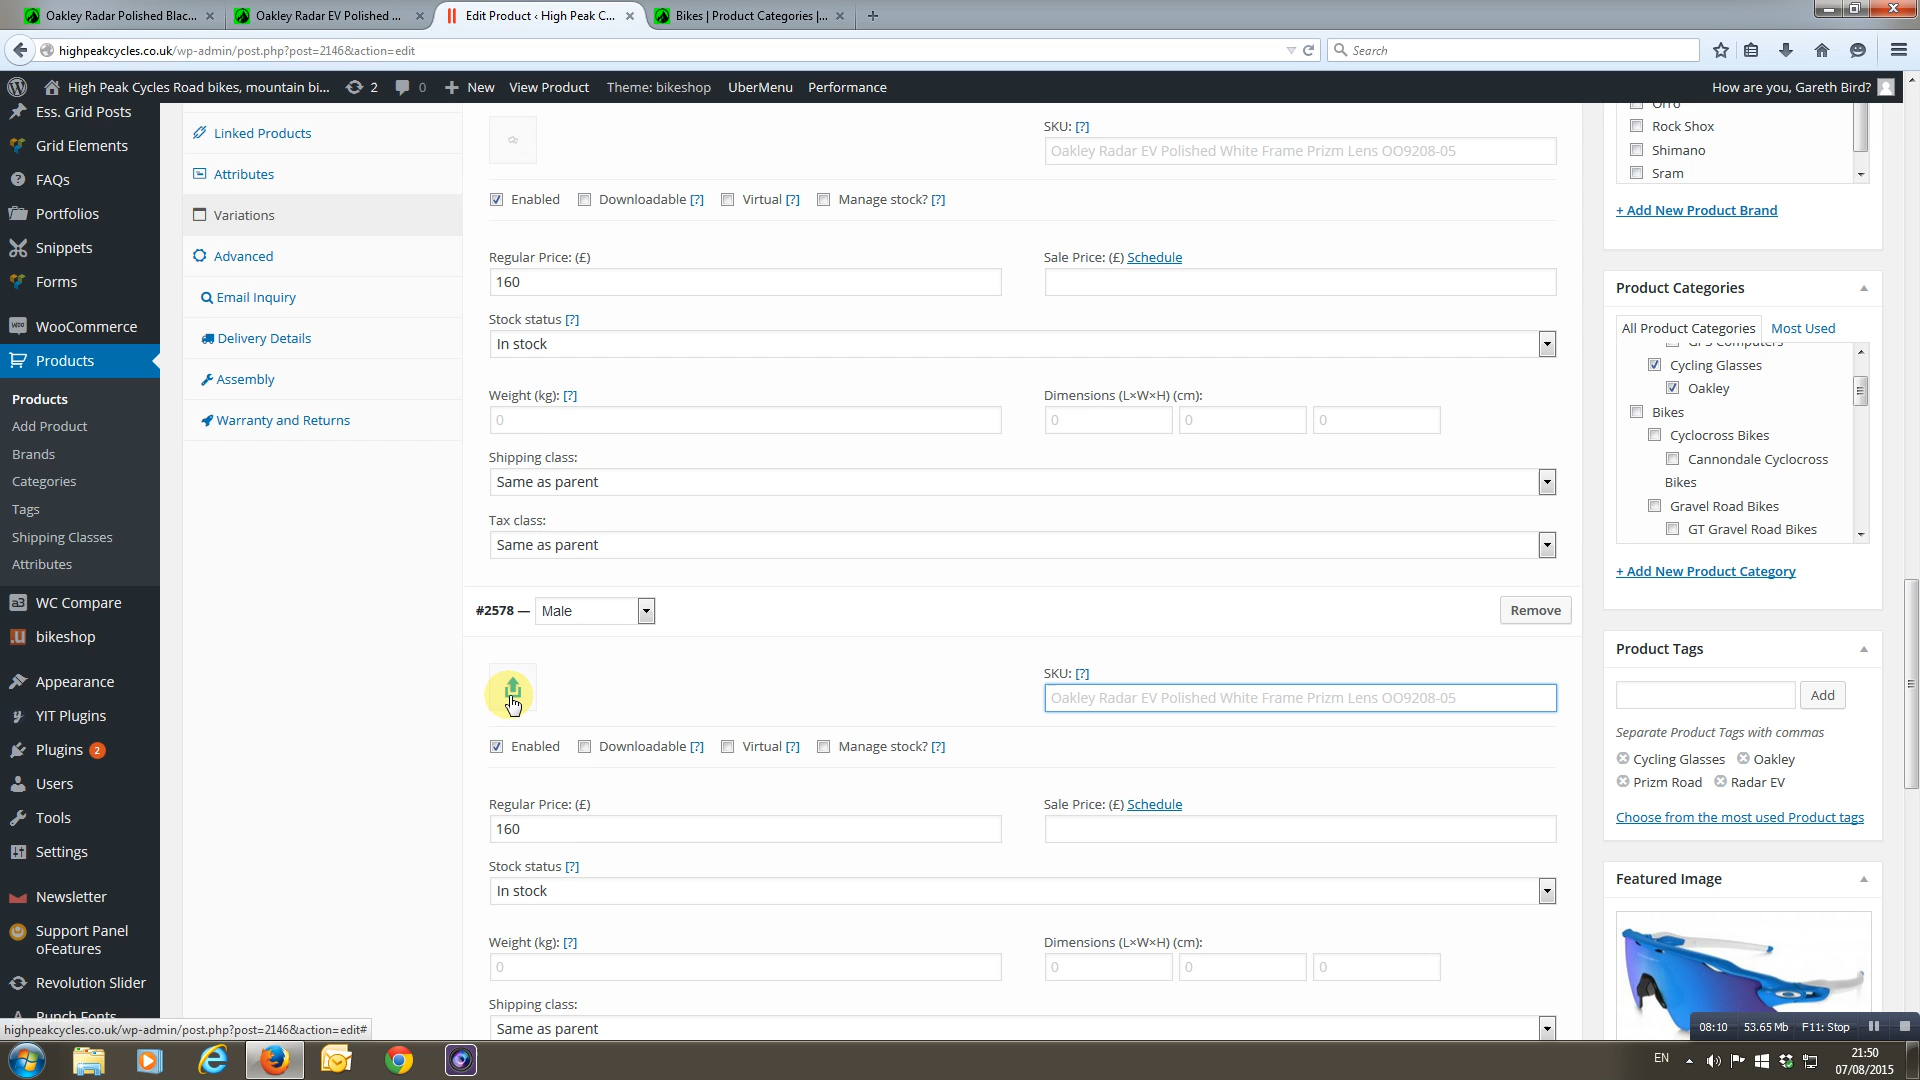 Oakley Radar Polished Blac...
Oakley Radar EV Polished ...
Edit Product ‹ High Peak C...
Bikes | Product Categories |...
highpeakcycles.co.uk/wp-admin/post.php?post=2146&action=edit
Search
High Peak Cycles Road bikes, mountain bi...
2
0
New
View Product
Theme: bikeshop
UberMenu
Performance
How are you, Gareth Bird?
Ess. Grid Posts
Grid Elements
FAQs
Portfolios
Snippets
Forms
WooCommerce
Products
Products
Add Product
Brands
Categories
Tags
Shipping Classes
Attributes
WC Compare
bikeshop
Appearance
YIT Plugins
Plugins 2
Users
Tools
Settings
Newsletter
Support Panel
oFeatures
Revolution Slider
Punch Fonts
highpeakcycles.co.uk/wp-admin/post.php?post=2146&action=edit#
Linked Products
Attributes
Variations
Advanced
Email Inquiry
Delivery Details
Assembly
Warranty and Returns
SKU: [?]
Oakley Radar EV Polished White Frame Prizm Lens OO9208-05
Enabled
Downloadable [?]
Virtual [?]
Manage stock? [?]
Regular Price: (£)
160
Sale Price: (£) Schedule
Stock status [?]
In stock
Weight (kg): [?]
0
Dimensions (L×W×H) (cm):
0 0 0
Shipping class:
Same as parent
Tax class:
Same as parent
#2578 — Male
Remove
SKU: [?]
Oakley Radar EV Polished White Frame Prizm Lens OO9208-05
Enabled
Downloadable [?]
Virtual [?]
Manage stock? [?]
Regular Price: (£)
160
Sale Price: (£) Schedule
Stock status [?]
In stock
Weight (kg): [?]
0
Dimensions (L×W×H) (cm):
0 0 0
Shipping class:
Same as parent
Orro
Rock Shox
Shimano
Sram
+ Add New Product Brand
Product Categories
All Product Categories
Most Used
GPS Computers
Cycling Glasses
Oakley
Bikes
Cyclocross Bikes
Cannondale Cyclocross
Bikes
Gravel Road Bikes
GT Gravel Road Bikes
+ Add New Product Category
Product Tags
Add
Separate Product Tags with commas
Cycling Glasses
Oakley
Prizm Road
Radar EV
Choose from the most used Product tags
Featured Image
08:10
53.65 Mb
F11: Stop
EN
21:50
07/08/2015